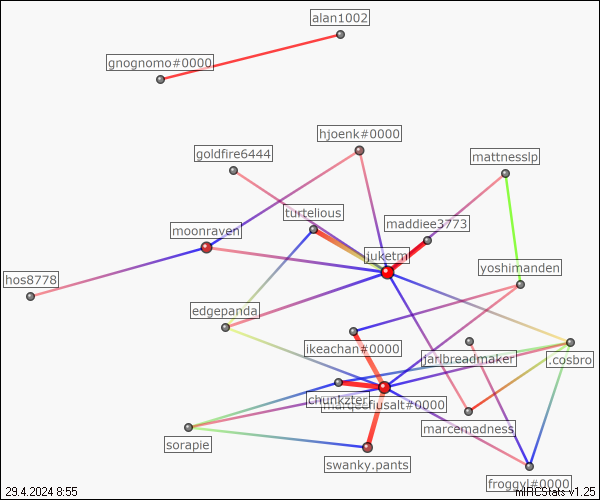 alan1002
gnognomo#0000
hjoenk#0000
goldfire6444
mattnesslp
turtelious
maddiee3773
moonraven
juketm
yoshimanden
hos8778
edgepanda
ikeachan#0000
jarlbreadmaker
.cosbro
chunkzter
marquefiusalt#0000
marcemadness
sorapie
swanky.pants
froggyl#0000
29.4.2024 8:55
mIRCStats v1.25